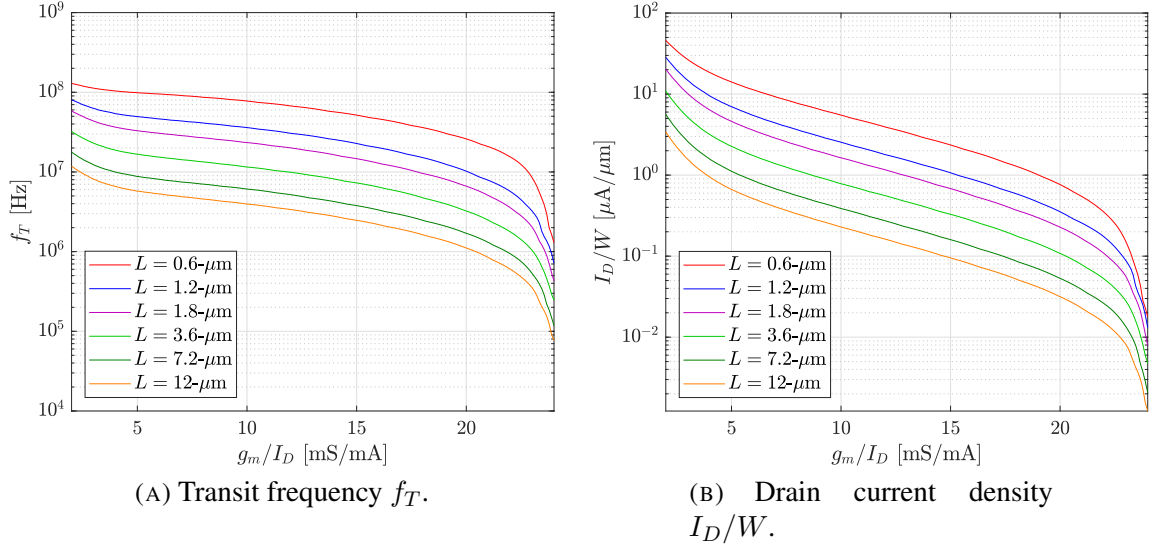 10^9
10^8
10^7
10^6
10^5
10^4
f_T [Hz]
L = 0.6-μm
L = 1.2-μm
L = 1.8-μm
L = 3.6-μm
L = 7.2-μm
L = 12-μm
5 10 15 20
g_m/I_D [mS/mA]
(A) Transit frequency f_T.
10^2
10^1
10^0
10^-1
10^-2
I_D/W [μA/μm]
L = 0.6-μm
L = 1.2-μm
L = 1.8-μm
L = 3.6-μm
L = 7.2-μm
L = 12-μm
5 10 15 20
g_m/I_D [mS/mA]
(B) Drain current density
I_D/W.